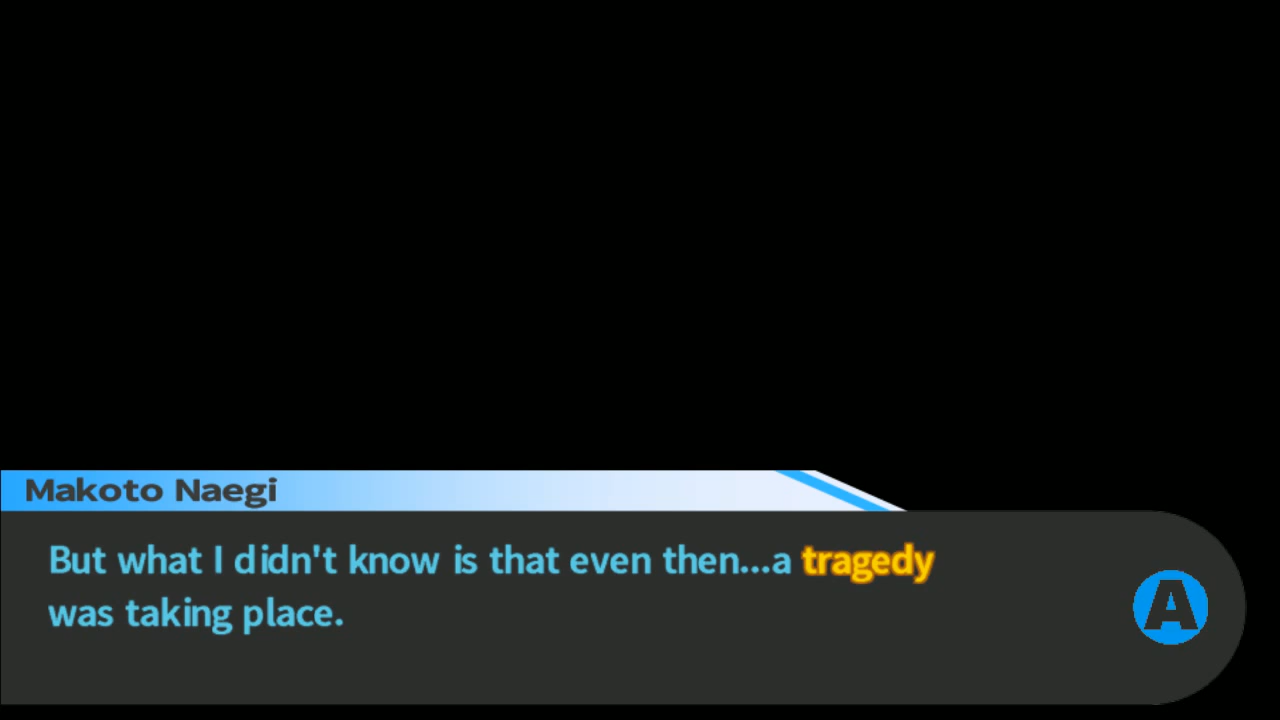 Makoto Naegi
But what I didn't know is that even then...a tragedy
was taking place.
A